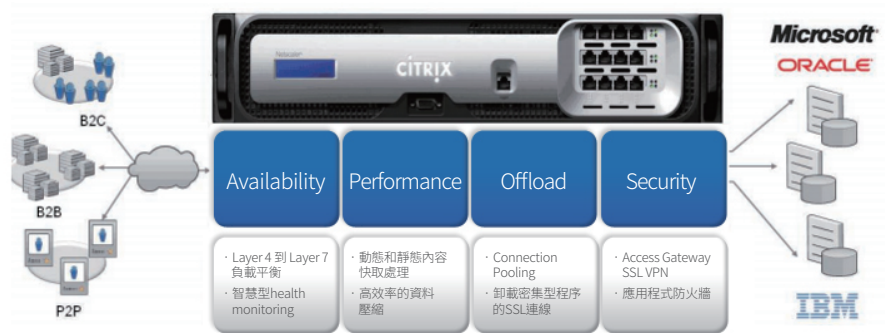 Netscaler
CITRIX
Microsoft
ORACLE
B2C
B2B
P2P
Availability
Performance
Offload
Security
· Layer 4 到 Layer 7
負載平衡
· 智慧型health
monitoring
· 動態和靜態內容
快取處理
· 高效率的資料
壓縮
· Connection
Pooling
· 卸載密集型程序
的SSL連線
· Access Gateway
SSL VPN
· 應用程式防火牆
IBM